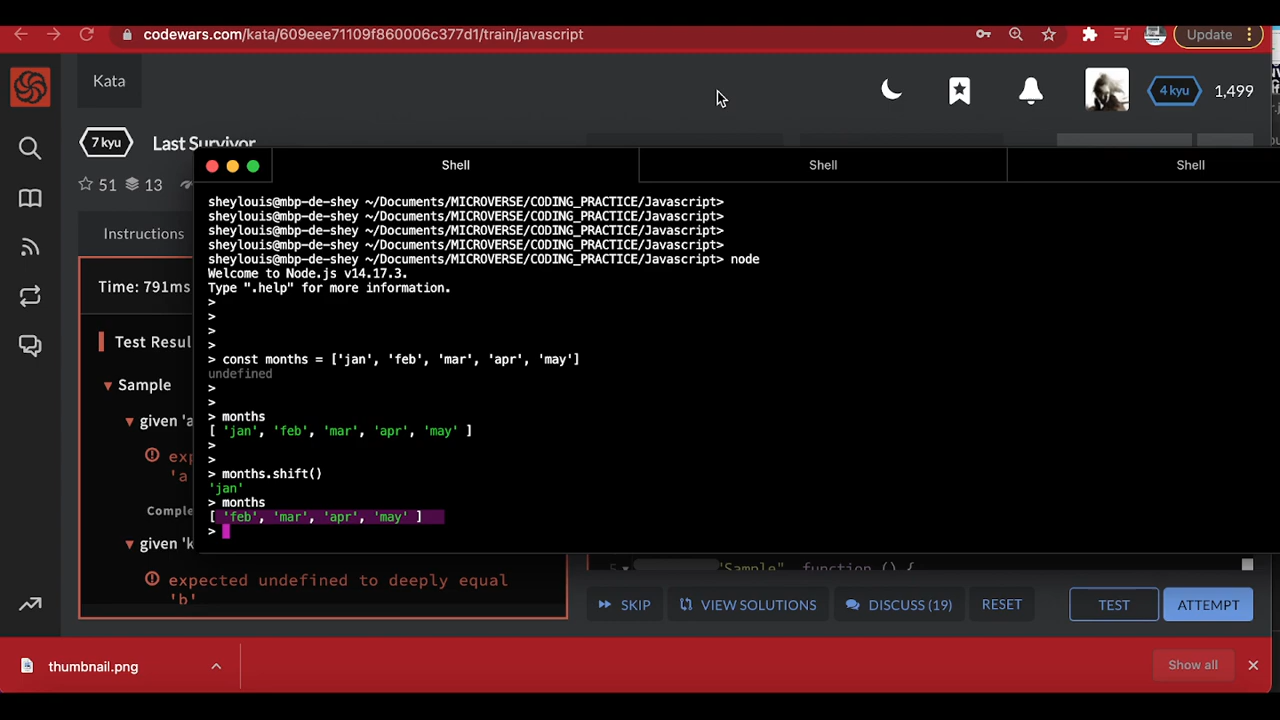 codewars.com/kata/609eee71109f860006c377d1/train/javascript
Update
Kata
4 kyu
1,499
7 kyu
Last Survivor
51
13
Shell
Shell
Shell
sheylouis@mbp-de-shey ~/Documents/MICROVERSE/CODING_PRACTICE/Javascript>
sheylouis@mbp-de-shey ~/Documents/MICROVERSE/CODING_PRACTICE/Javascript>
sheylouis@mbp-de-shey ~/Documents/MICROVERSE/CODING_PRACTICE/Javascript>
sheylouis@mbp-de-shey ~/Documents/MICROVERSE/CODING_PRACTICE/Javascript>
Instructions
sheylouis@mbp-de-shey ~/Documents/MICROVERSE/CODING_PRACTICE/Javascript> node
Welcome to Node.js v14.17.3.
Time: 791ms
Type ".help" for more information.
>
>
>
Test Resul
>
> const months = ['jan', 'feb', 'mar', 'apr', 'may']
undefined
Sample
>
>
> months
given 'a
[ 'jan', 'feb', 'mar', 'apr', 'may' ]
>
exp
>
'a
> months.shift()
'jan'
> months
Comple
[ 'feb', 'mar', 'apr', 'may' ]
>
given 'k
5
"Sample", function () {
expected undefined to deeply equal
'b'
SKIP
VIEW SOLUTIONS
DISCUSS (19)
RESET
TEST
ATTEMPT
thumbnail.png
Show all